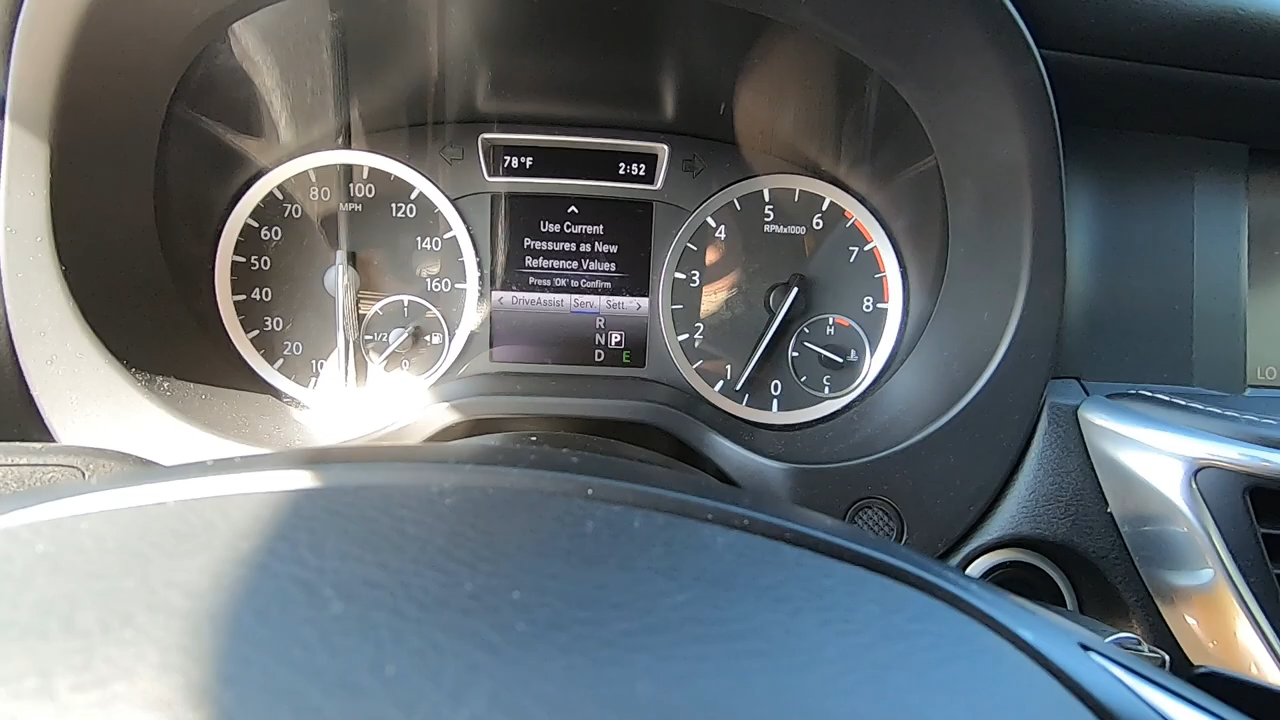 78°F 2:52
Use Current
Pressures as New
Reference Values
Press 'OK' to Confirm
DriveAssist Serv. Sett.
R
N P
D E
10 20 30 40 50 60 70 80 100 120 140 160
MPH
0 1/2 1
0 1 2 3 4 5 6 7 8
RPMx1000
H
C
LO